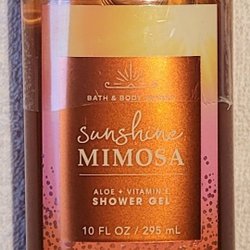 BATH & BODY WORKS
sunshine
MIMOSA
ALOE + VITAMIN E
SHOWER GEL
10 FL OZ / 295 mL